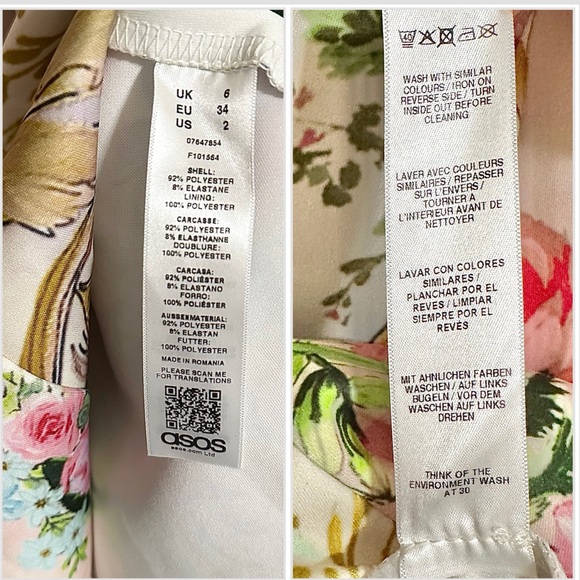 UK 6
EU 34
US 2
07647854
F101564
SHELL:
92% POLYESTER
8% ELASTANE
LINING:
100% POLYESTER
CARCASSE:
92% POLYESTER
8% ELASTHANNE
DOUBLURE:
100% POLYESTER
CARCASA:
92% POLIÉSTER
8% ELASTANO
FORRO:
100% POLIÉSTER
AUSSENMATERIAL:
92% POLYESTER
8% ELASTAN
FUTTER:
100% POLYESTER
MADE IN ROMANIA
PLEASE SCAN ME
FOR TRANSLATIONS
asos
asos.com Ltd
40
WASH WITH SIMILAR
COLOURS / IRON ON
REVERSE SIDE / TURN
INSIDE OUT BEFORE
CLEANING
LAVER AVEC COULEURS
SIMILAIRES / REPASSER
SUR L'ENVERS /
TOURNER À
L'INTERIEUR AVANT DE
NETTOYER
LAVAR CON COLORES
SIMILARES /
PLANCHAR POR EL
REVES / LIMPIAR
SIEMPRE POR EL
REVÉS
MIT AHNLICHEN FARBEN
WASCHEN / AUF LINKS
BUGELN / VOR DEM
WASCHEN AUF LINKS
DREHEN
THINK OF THE
ENVIRONMENT WASH
AT 30